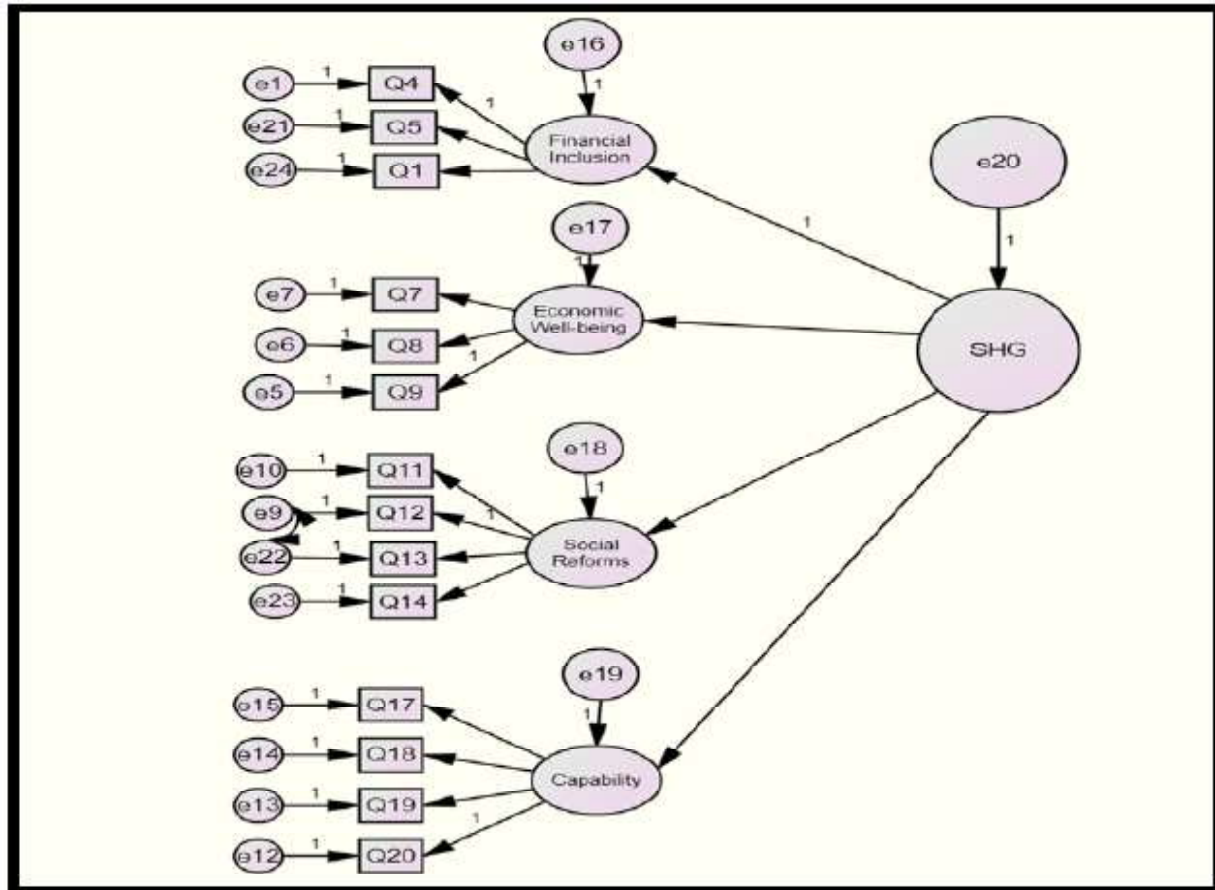 e16
e1 1 Q4 1 1
e21 1 Q5
e24 1 Q1
Financial
Inclusion
e20
1
1
e17
1
e7 1 Q7
Economic
Well-being
e6 1 Q8
1
e5 1 Q9
SHG
e18
1
e10 1 Q11
e9 1 Q12 1
e22 1 Q13
Social
Reforms
e23 1 Q14
e19
1
e15 1 Q17
e14 1 Q18
Capability
e13 1 Q19
1
e12 1 Q20